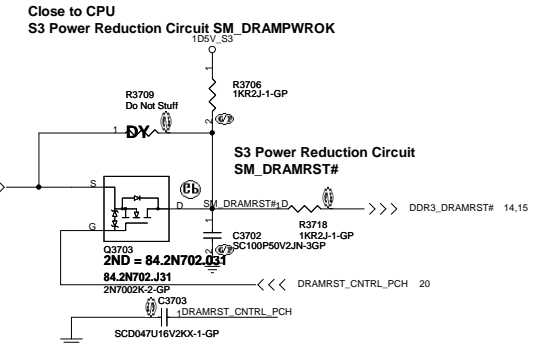 Close to CPU
S3 Power Reduction Circuit SM_DRAMPWROK
1D5V_S3
1
R3706
1KR2J-1-GP
2
R3709
Do Not Stuff
1 DY
S3 Power Reduction Circuit
SM_DRAMRST#
S
D
G
SM_DRAMRST#_D
1
R3718
1KR2J-1-GP
DDR3_DRAMRST# 14,15
C3702
SC100P50V2JN-3GP
2
Q3703
2ND = 84.2N702.031
84.2N702.J31
2N7002K-2-GP
DRAMRST_CNTRL_PCH 20
C3703
1 DRAMRST_CNTRL_PCH
SCD047U16V2KX-1-GP